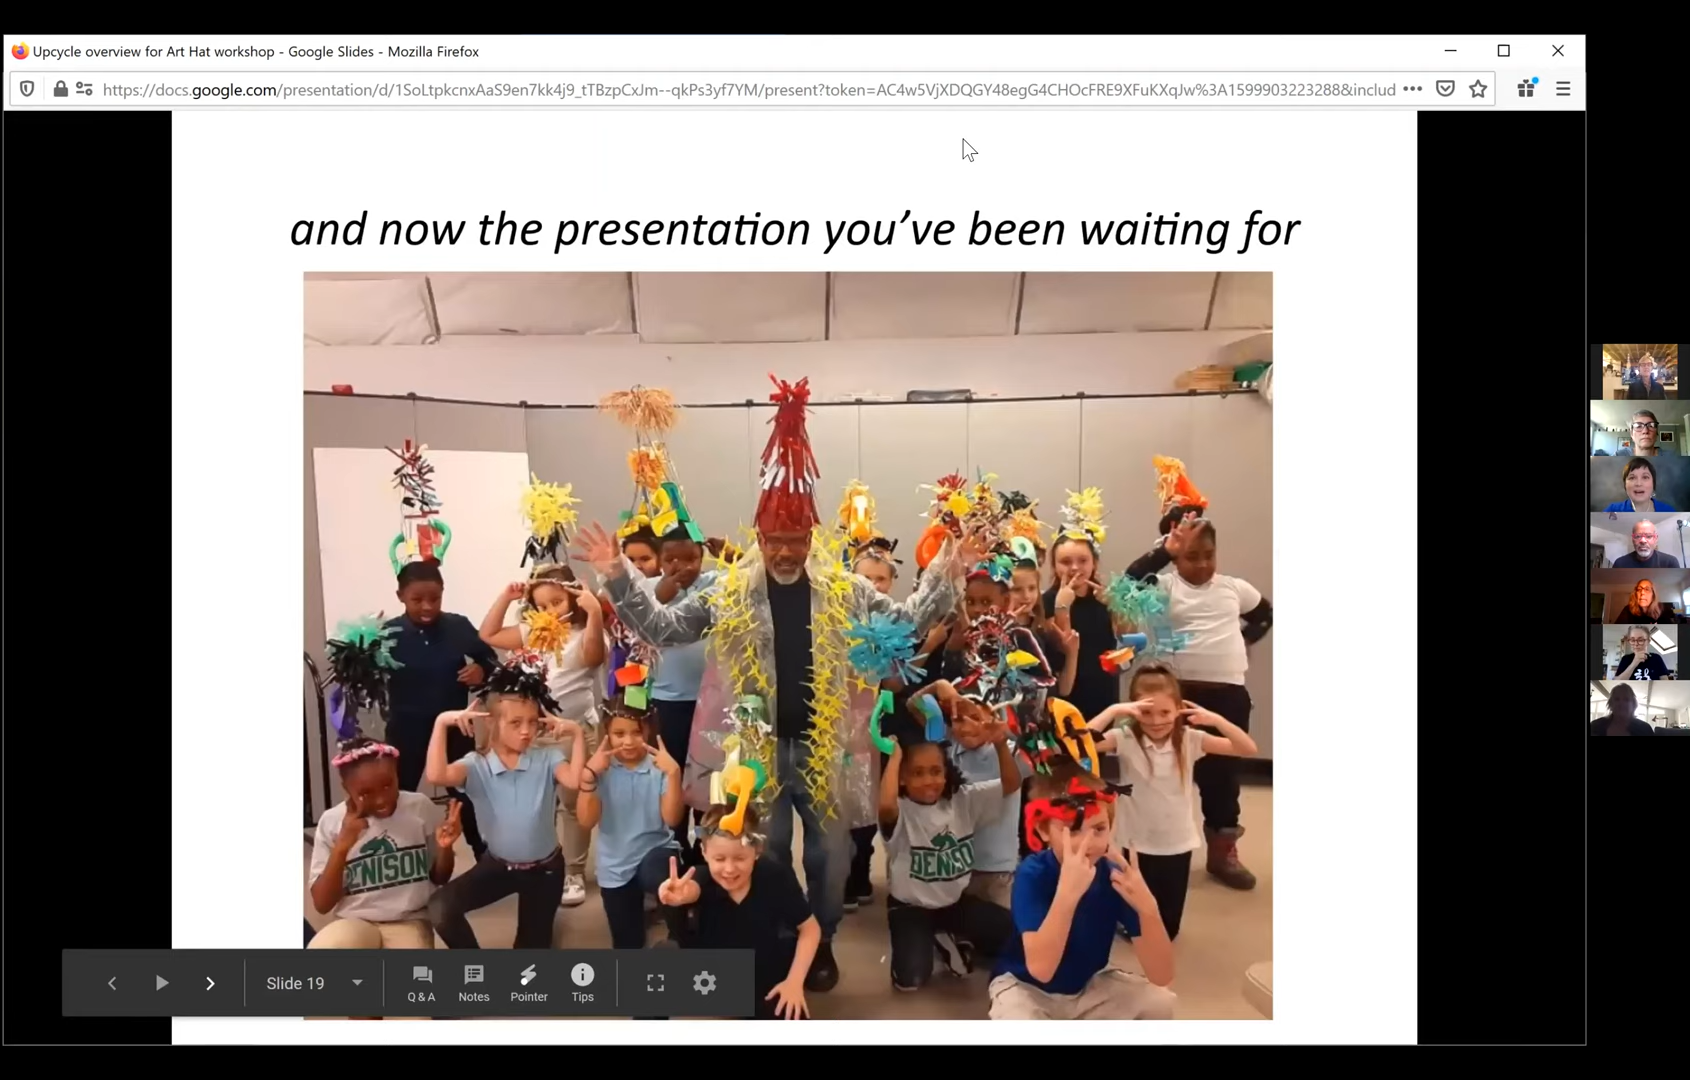 Upcycle overview for Art Hat workshop - Google Slides - Mozilla Firefox
https://docs.google.com/presentation/d/1SoLtpkcnxAaS9en7kk4j9_tTBzpCxJm--qkPs3yf7YM/present?token=AC4w5VjXDQGY48egG4CHOcFRE9XFuKXqJw%3A1599903223288&includ
and now the presentation you've been waiting for
DENISON
DENISO
Slide 19
Q & A
Notes
Pointer
Tips